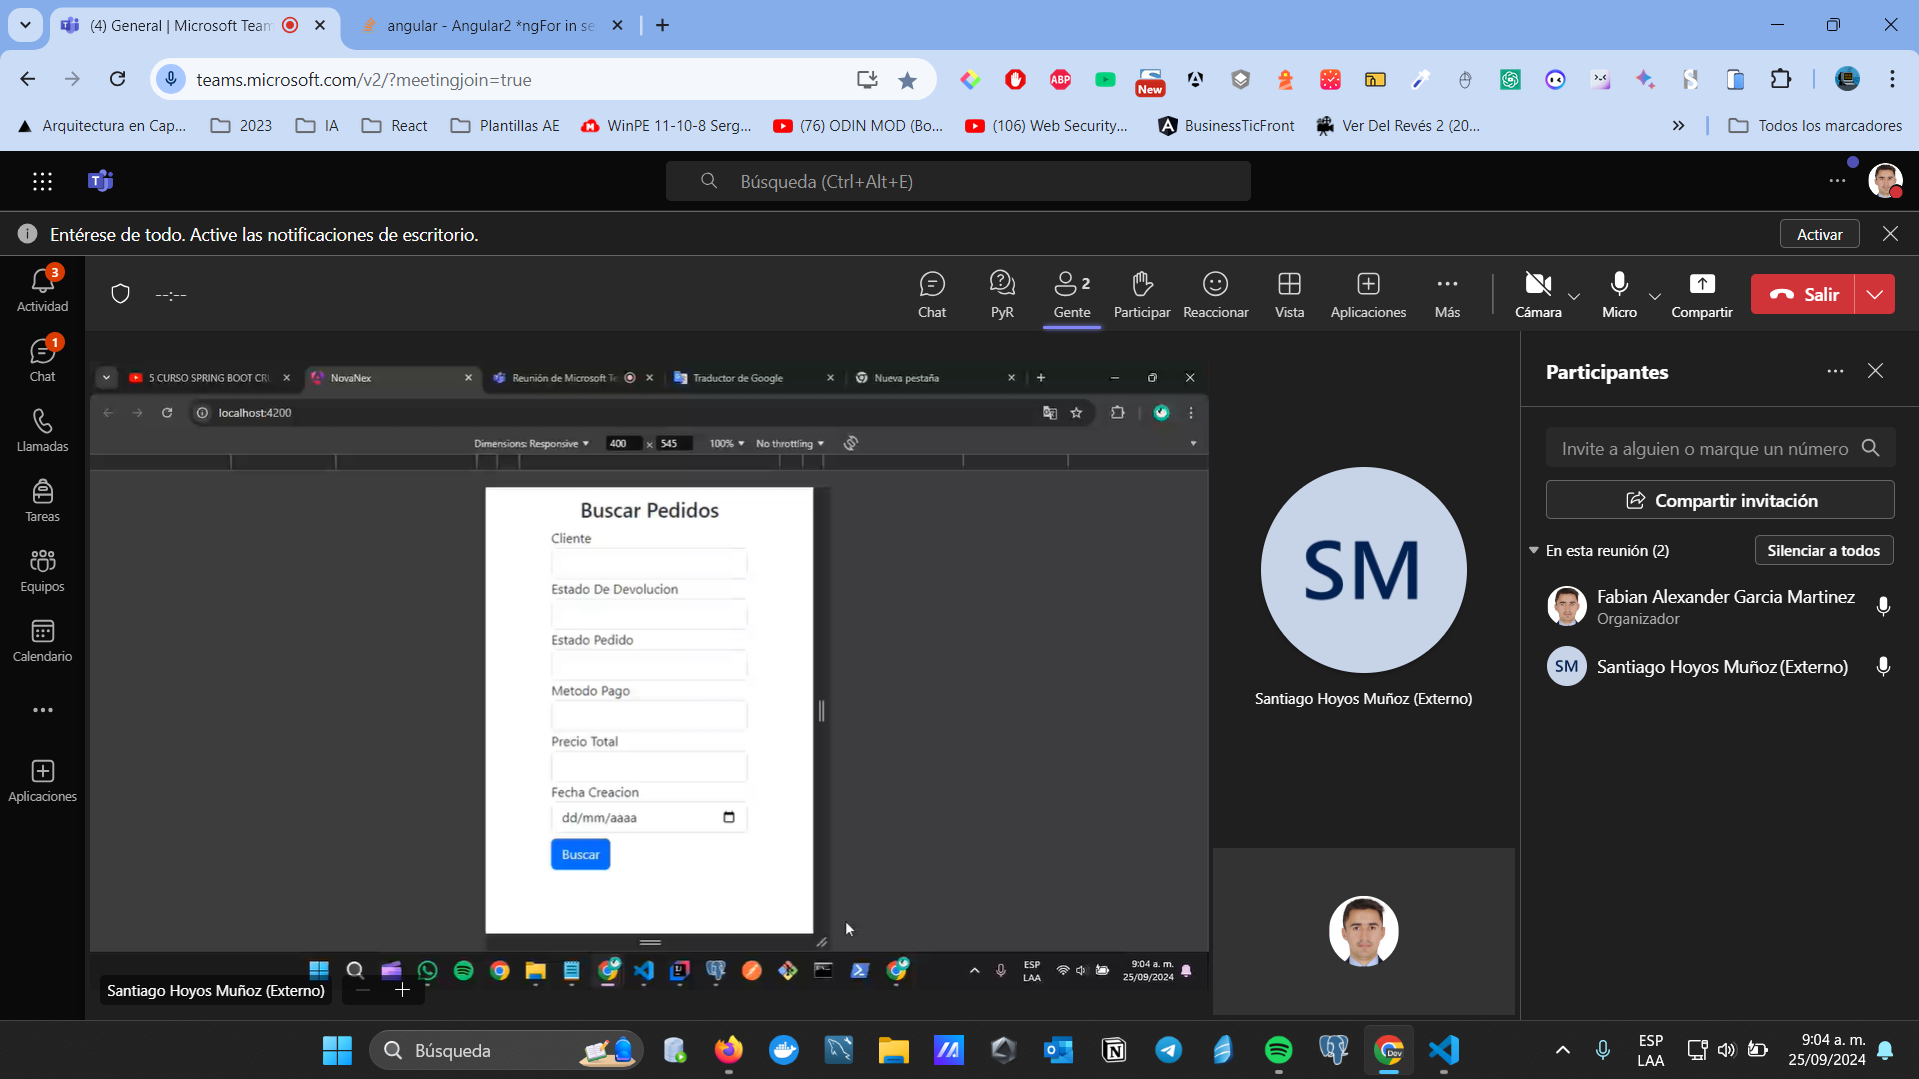 (4) General | Microsoft Team
angular - Angular2 *ngFor in se
teams.microsoft.com/v2/?meetingjoin=true
ABP
New
Arquitectura en Cap...
2023
IA
React
Plantillas AE
WinPE 11-10-8 Serg...
(76) ODIN MOD (Bo...
(106) Web Security...
BusinessTicFront
Ver Del Revés 2 (20...
»
Todos los marcadores
Búsqueda (Ctrl+Alt+E)
Entérese de todo. Active las notificaciones de escritorio.
Activar
3
Actividad
1
Chat
Llamadas
Tareas
Equipos
Calendario
Aplicaciones
--:--
Chat
PyR
2
Gente
Participar
Reaccionar
Vista
Aplicaciones
Más
Cámara
Micro
Compartir
Salir
5 CURSO SPRING BOOT CRU
NovaNex
Reunión de Microsoft Te
Traductor de Google
Nueva pestaña
localhost:4200
Dimensions: Responsive
400 x 545
100%
No throttling
Buscar Pedidos
Cliente
Estado De Devolucion
Estado Pedido
Metodo Pago
Precio Total
Fecha Creacion
dd/mm/aaaa
Buscar
ESP
LAA
9:04 a. m.
25/09/2024
Santiago Hoyos Muñoz (Externo)
SM
Santiago Hoyos Muñoz (Externo)
Participantes
Invite a alguien o marque un número
Compartir invitación
En esta reunión (2)
Silenciar a todos
Fabian Alexander Garcia Martinez
Organizador
SM
Santiago Hoyos Muñoz (Externo)
Búsqueda
Dev
ESP
LAA
9:04 a. m.
25/09/2024